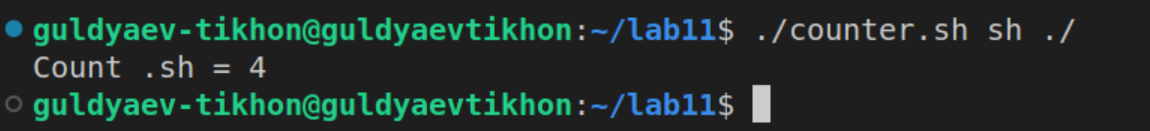 guldyaev-tikhon@guldyaevtikhon:~/lab11$ ./counter.sh sh ./
Count .sh = 4
guldyaev-tikhon@guldyaevtikhon:~/lab11$